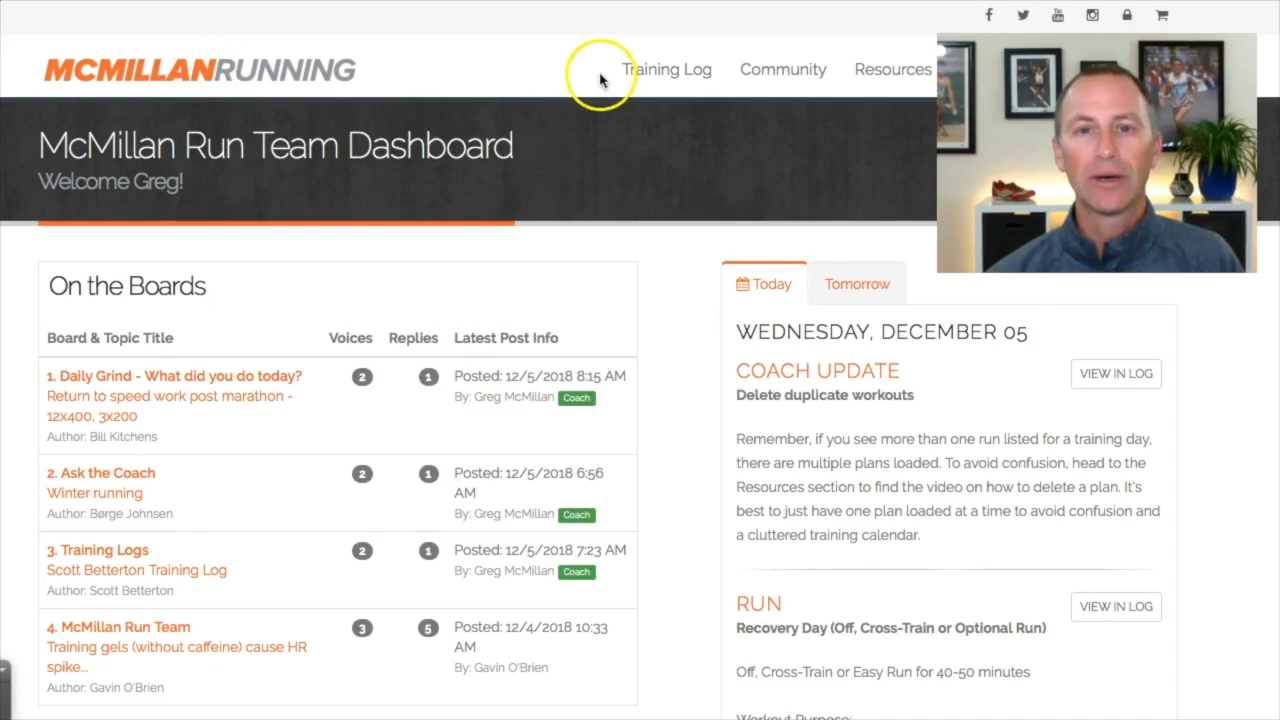 You Tube
MCMILLANRUNNING
Training Log
Community
Resources
McMillan Run Team Dashboard
Welcome Greg!
On the Boards
Board & Topic Title
Voices
Replies
Latest Post Info
1. Daily Grind - What did you do today?
Return to speed work post marathon -
12x400, 3x200
Author: Bill Kitchens
2
1
Posted: 12/5/2018 8:15 AM
By: Greg McMillan Coach
2. Ask the Coach
Winter running
Author: Børge Johnsen
2
1
Posted: 12/5/2018 6:56
AM
By: Greg McMillan Coach
3. Training Logs
Scott Betterton Training Log
Author: Scott Betterton
2
1
Posted: 12/5/2018 7:23 AM
By: Greg McMillan Coach
4. McMillan Run Team
Training gels (without caffeine) cause HR
spike...
Author: Gavin O'Brien
3
5
Posted: 12/4/2018 10:33
AM
By: Gavin O'Brien
Today
Tomorrow
WEDNESDAY, DECEMBER 05
COACH UPDATE
VIEW IN LOG
Delete duplicate workouts
Remember, if you see more than one run listed for a training day,
there are multiple plans loaded. To avoid confusion, head to the
Resources section to find the video on how to delete a plan. It's
best to just have one plan loaded at a time to avoid confusion and
a cluttered training calendar.
RUN
VIEW IN LOG
Recovery Day (Off, Cross-Train or Optional Run)
Off, Cross-Train or Easy Run for 40-50 minutes
Workout Purpose: